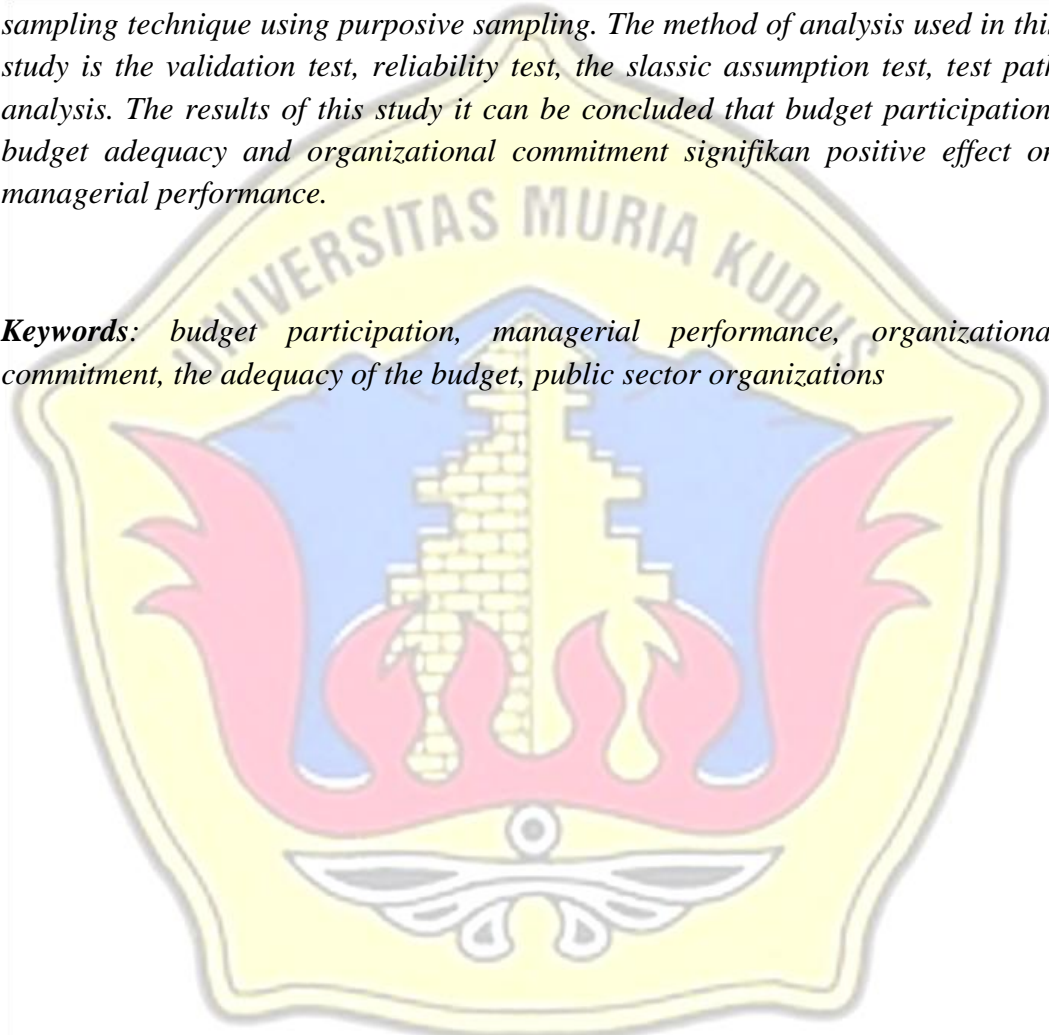 sampling technique using purposive sampling. The method of analysis used in this
study is the validation test, reliability test, the slassic assumption test, test path
analysis. The results of this study it can be concluded that budget participation
budget adequacy and organizational commitment signifikan positive effect on
managerial performance.
UNIVERSITAS MURIA KUDUS
Keywords: budget participation, managerial performance, organizational
commitment, the adequacy of the budget, public sector organizations